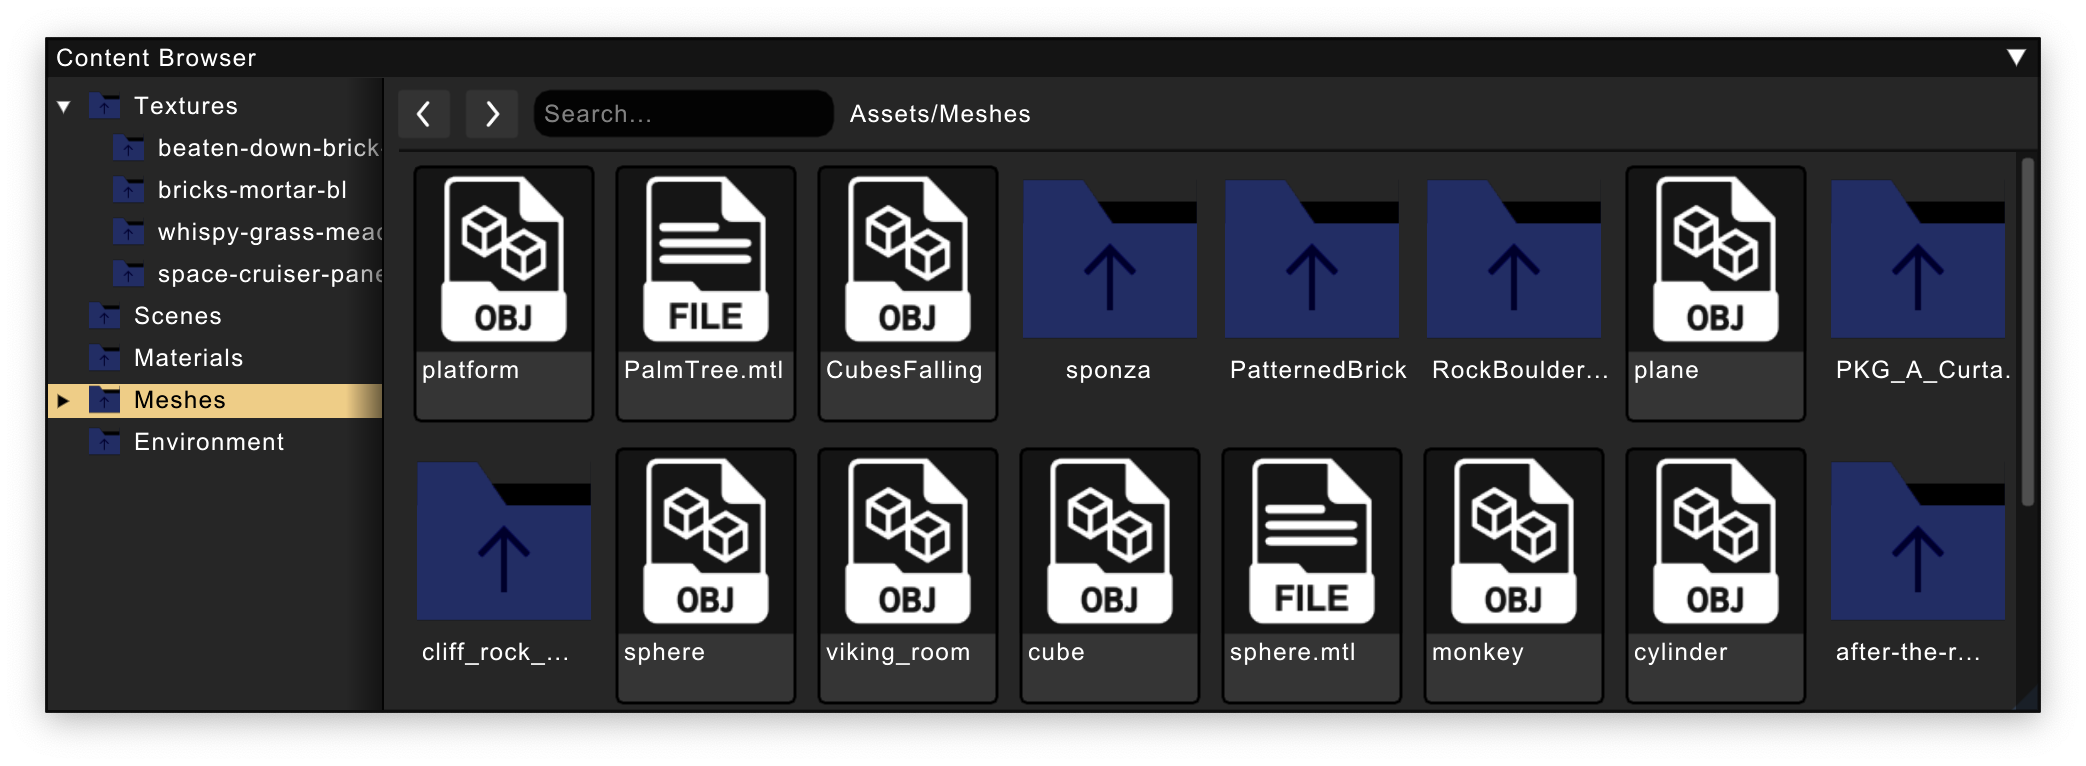 Content Browser
Textures
beaten-down-brick-
bricks-mortar-bl
whispy-grass-mead
space-cruiser-pane
Scenes
Materials
Meshes
Environment
Search...
Assets/Meshes
OBJ
FILE
OBJ
OBJ
platform
PalmTree.mtl
CubesFalling
sponza
PatternedBrick
RockBoulder...
plane
PKG_A_Curta.
OBJ
OBJ
OBJ
FILE
OBJ
OBJ
cliff_rock_...
sphere
viking_room
cube
sphere.mtl
monkey
cylinder
after-the-r...